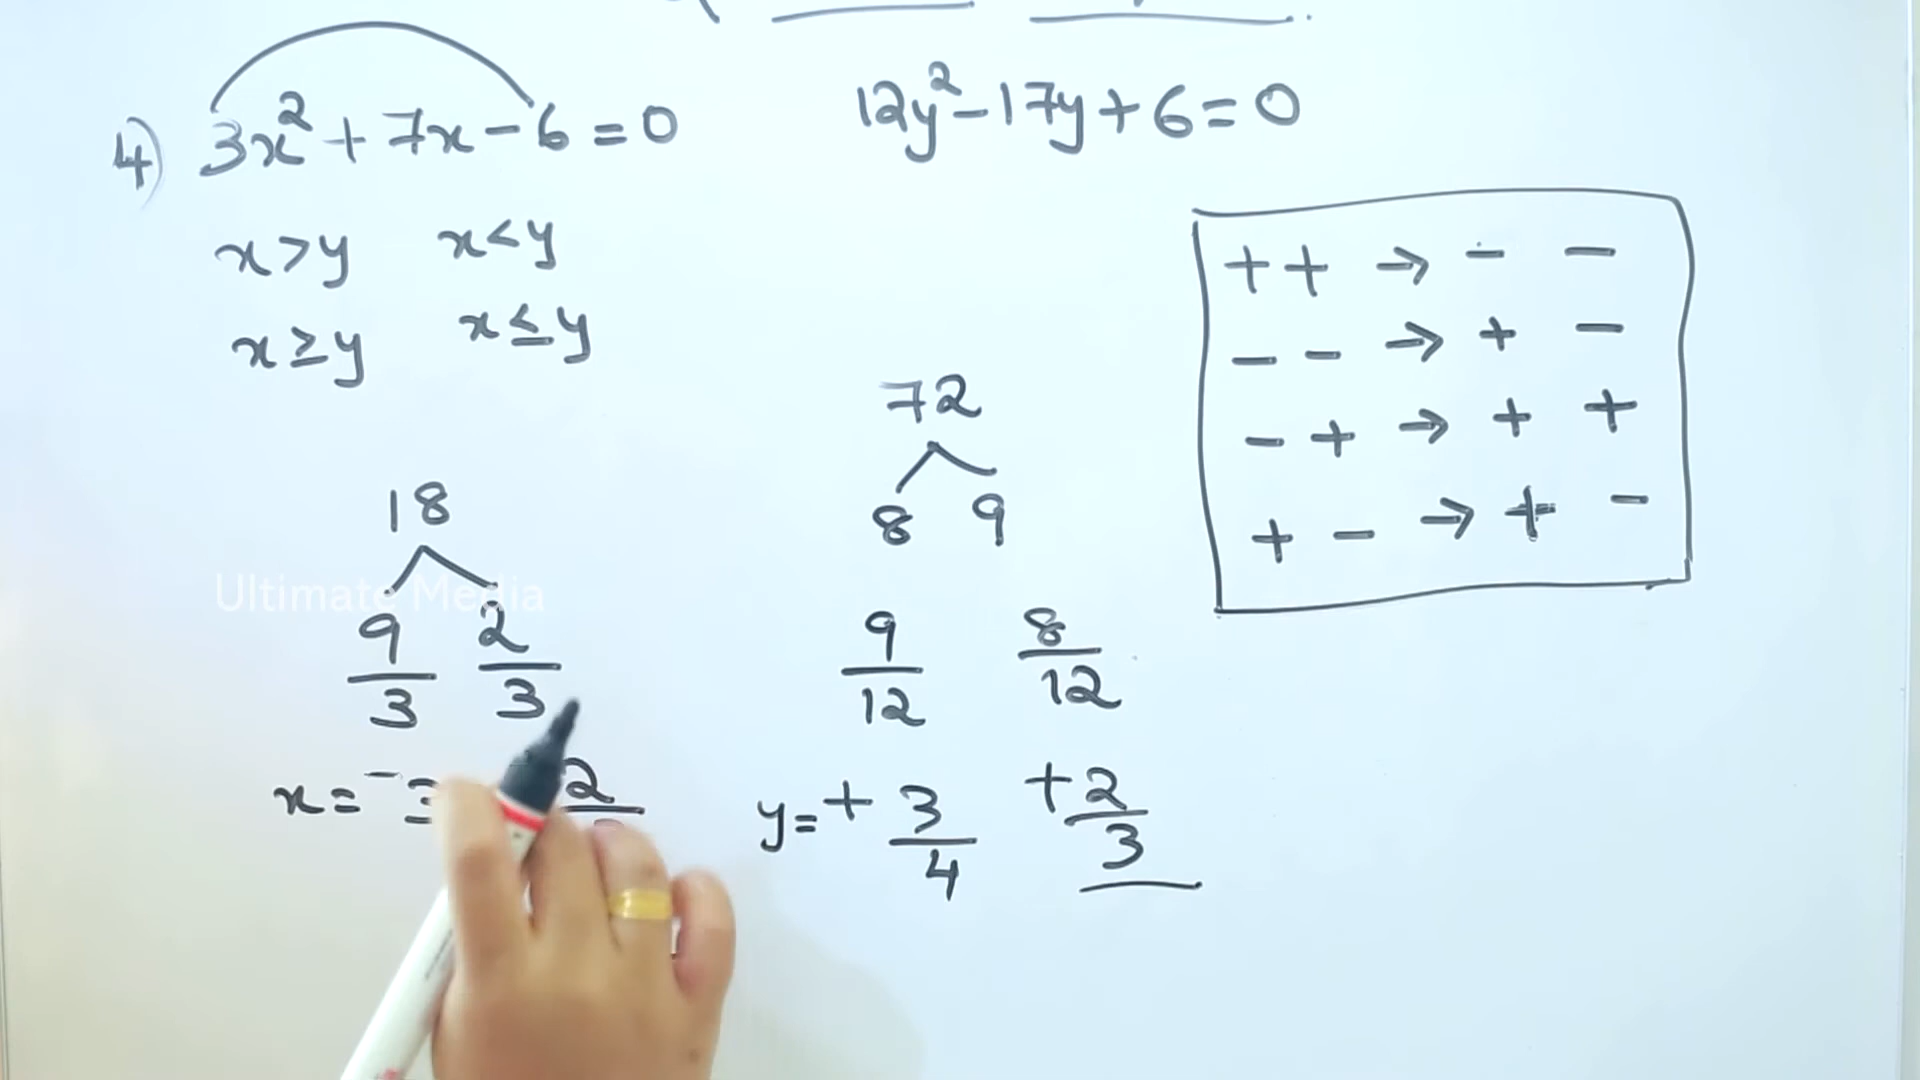 4) 3x² + 7x - 6 = 0
12y² - 17y + 6 = 0
x > y x < y
x ≥ y x ≤ y
+ + → - -
- - → + -
- + → + +
+ - → + -
18
9 2
3 3
72
8 9
9 8
12 12
x = -3 2
y = + 3/4 + 2/3
Ultimate Media